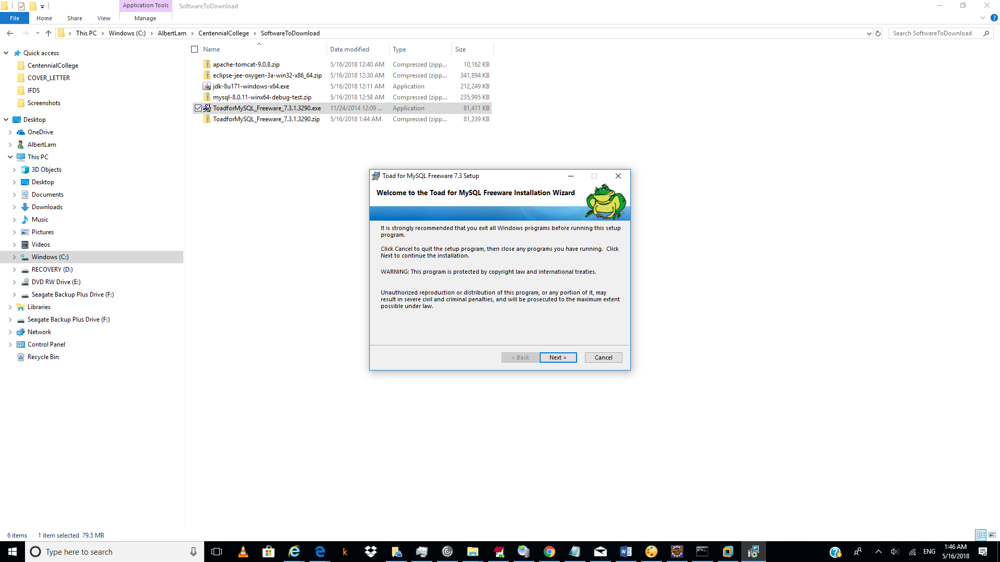 Application Tools
SoftwareToDownload
File
Home
Share
View
Manage
This PC
Windows (C:)
AlbertLam
CentennialCollege
SoftwareToDownload
Search SoftwareToDownload
Name
Date modified
Type
Size
apache-tomcat-9.0.8.zip 5/16/2018 12:40 AM Compressed (zipp... 10,162 KB
eclipse-jee-oxygen-3a-win32-x86_64.zip 5/16/2018 12:30 AM Compressed (zipp... 341,894 KB
jdk-8u171-windows-x64.exe 5/16/2018 12:11 AM Application 212,249 KB
mysql-8.0.11-winx64-debug-test.zip 5/16/2018 12:58 AM Compressed (zipp... 235,995 KB
ToadforMySQL_Freeware_7.3.1.3290.exe 11/24/2014 12:09 ... Application 81,411 KB
ToadforMySQL_Freeware_7.3.1.3290.zip 5/16/2018 1:44 AM Compressed (zipp... 81,239 KB
Quick access
CentennialCollege
COVER_LETTER
IFDS
Screenshots
Desktop
OneDrive
AlbertLam
This PC
3D Objects
Desktop
Documents
Downloads
Music
Pictures
Videos
Windows (C:)
RECOVERY (D:)
DVD RW Drive (E:)
Seagate Backup Plus Drive (F:)
Libraries
Seagate Backup Plus Drive (F:)
Network
Control Panel
Recycle Bin
Toad for MySQL Freeware 7.3 Setup
Welcome to the Toad for MySQL Freeware Installation Wizard
It is strongly recommended that you exit all Windows programs before running this setup
program.
Click Cancel to quit the setup program, then close any programs you have running. Click
Next to continue the installation.
WARNING: This program is protected by copyright law and international treaties.
Unauthorized reproduction or distribution of this program, or any portion of it, may
result in severe civil and criminal penalties, and will be prosecuted to the maximum extent
possible under law.
< Back
Next >
Cancel
6 items
1 item selected 79.5 MB
Type here to search
ENG
1:46 AM
5/16/2018